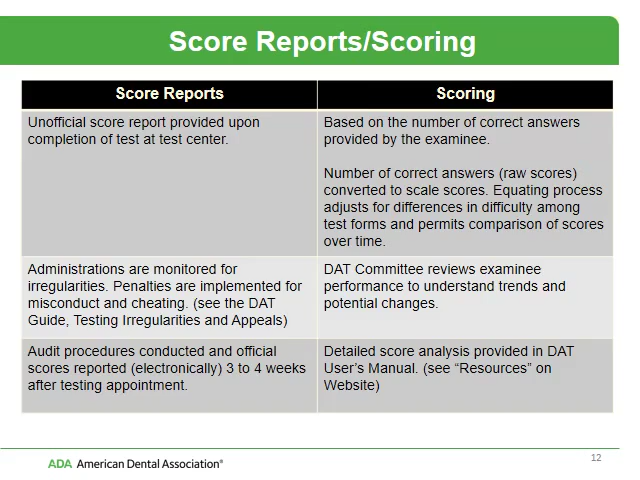 Score Reports/Scoring
Score Reports
Scoring
Unofficial score report provided upon
completion of test at test center.
Based on the number of correct answers
provided by the examinee.
Number of correct answers (raw scores)
converted to scale scores. Equating process
adjusts for differences in difficulty among
test forms and permits comparison of scores
over time.
Administrations are monitored for
irregularities. Penalties are implemented for
misconduct and cheating. (see the DAT
Guide, Testing Irregularities and Appeals)
DAT Committee reviews examinee
performance to understand trends and
potential changes.
Audit procedures conducted and official
scores reported (electronically) 3 to 4 weeks
after testing appointment.
Detailed score analysis provided in DAT
User’s Manual. (see “Resources” on
Website)
ADA American Dental Association®
12